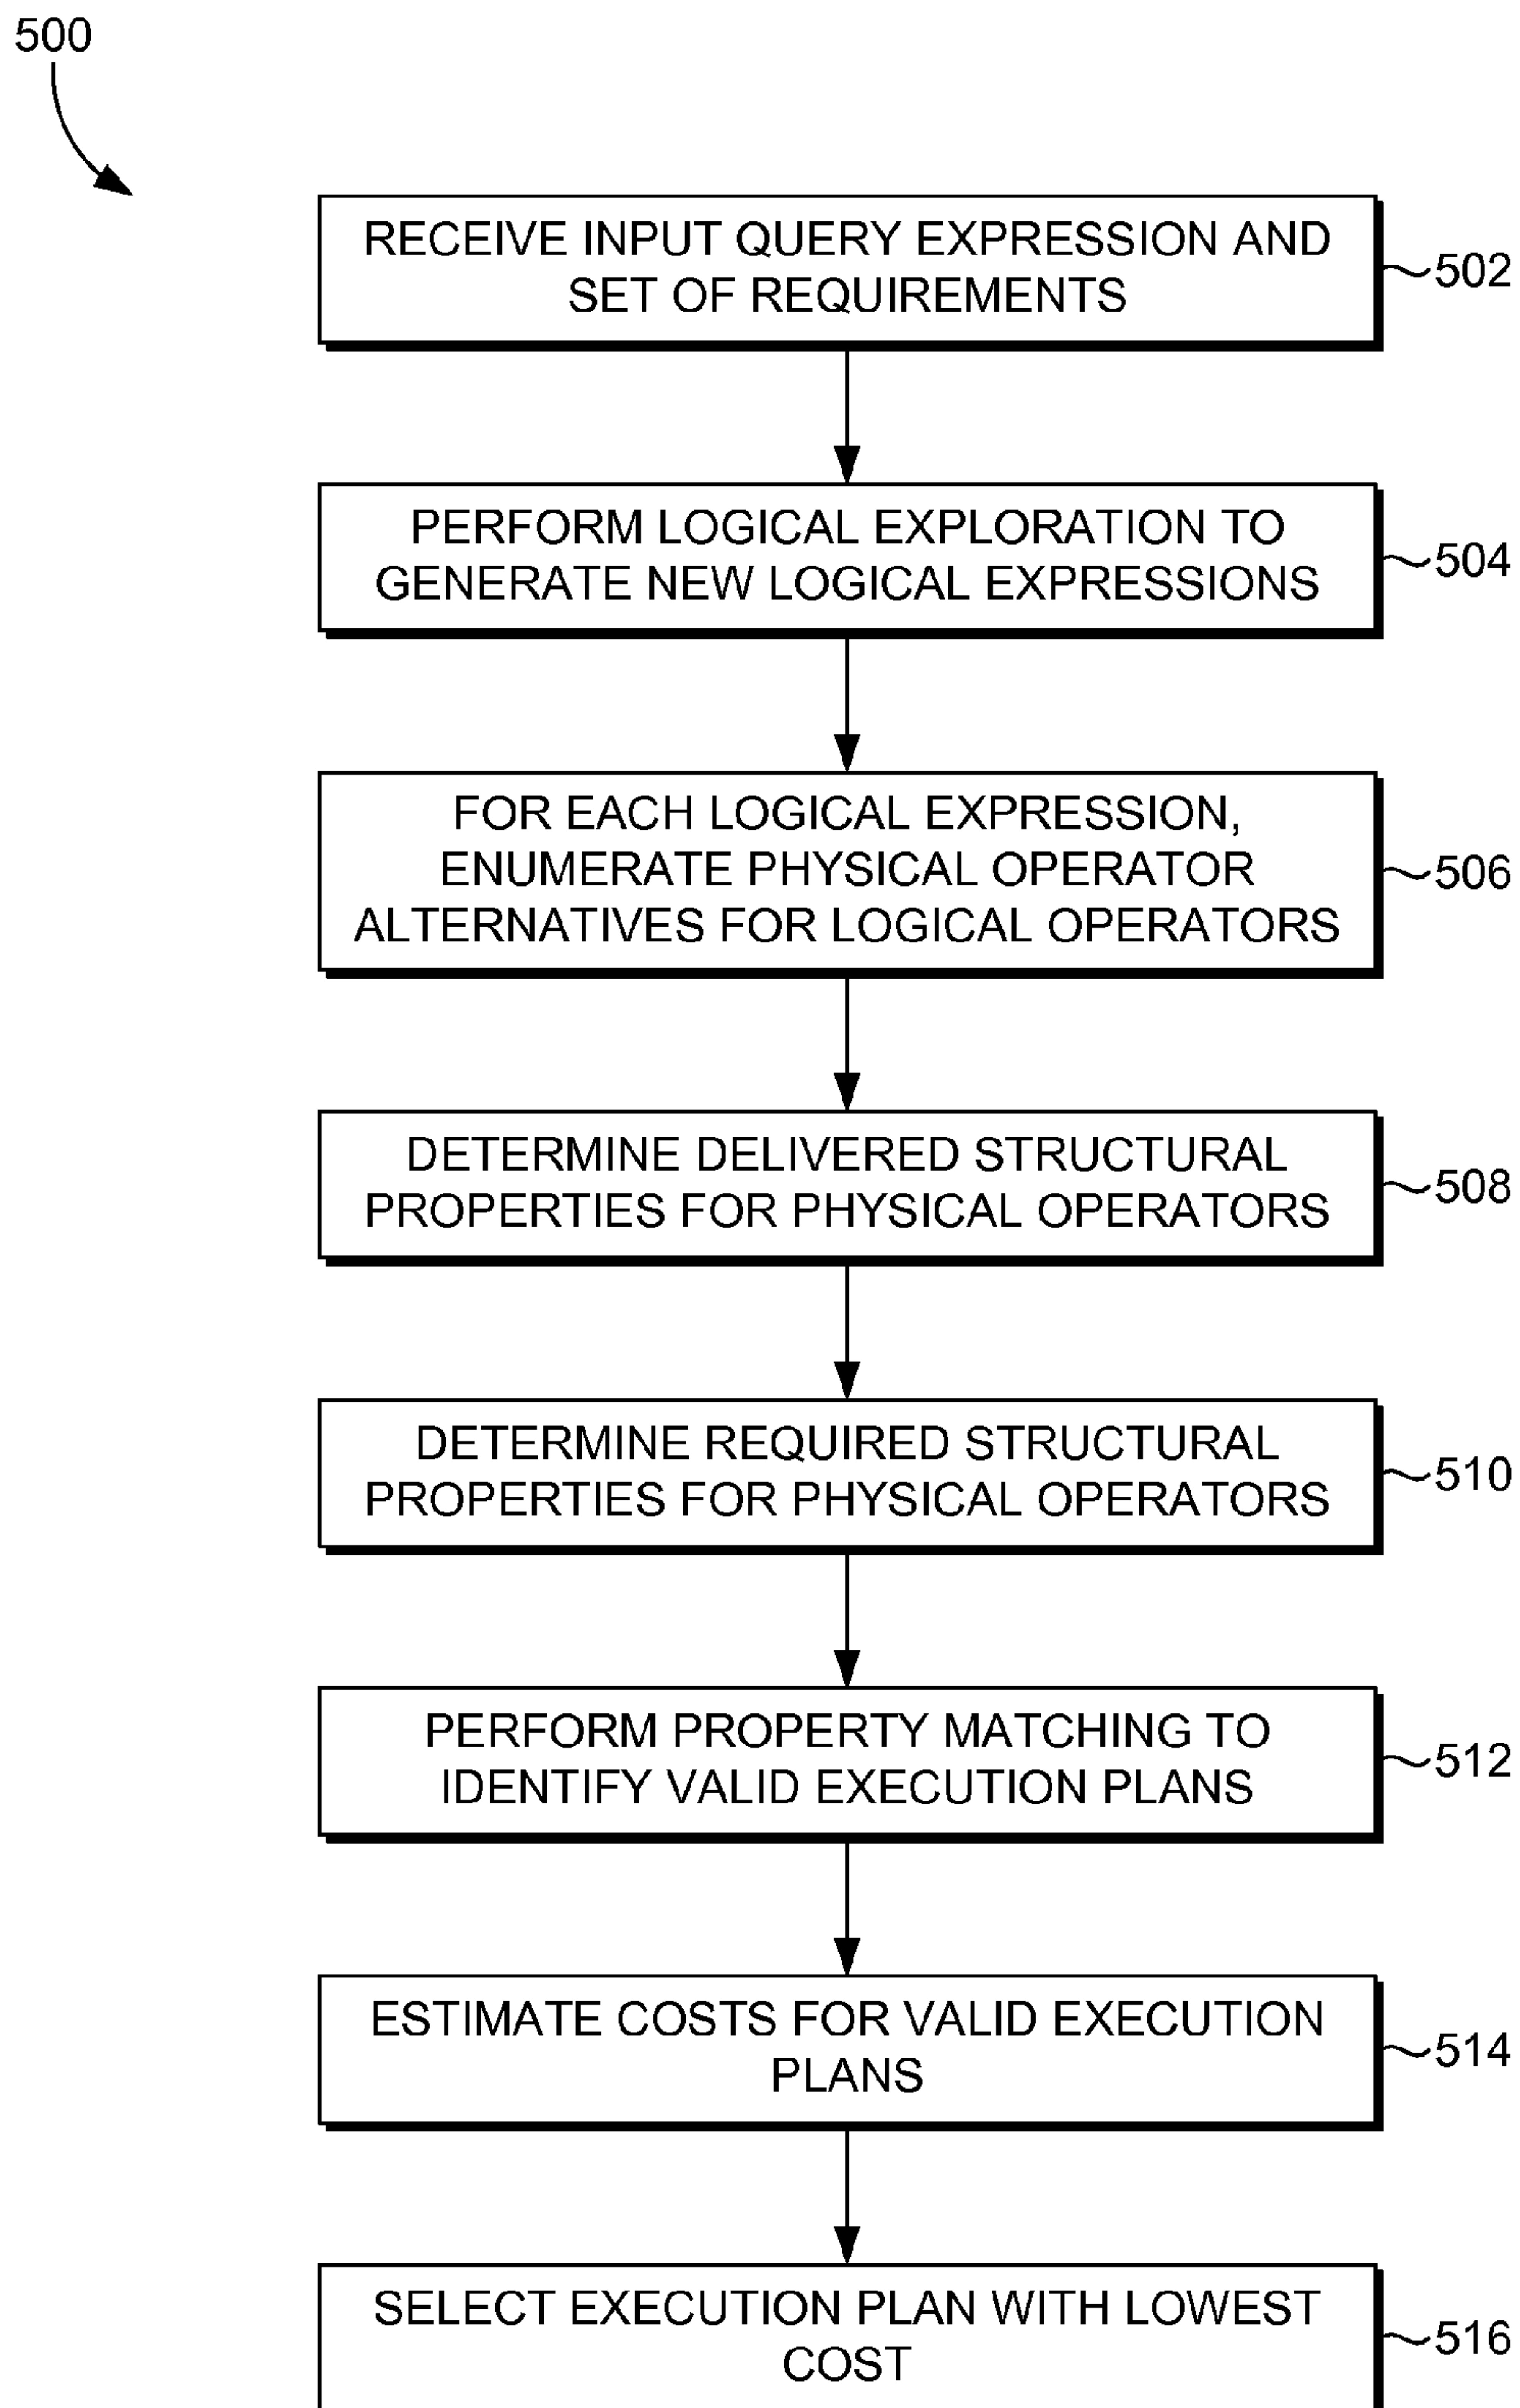 500
RECEIVE INPUT QUERY EXPRESSION AND
SET OF REQUIREMENTS
502
PERFORM LOGICAL EXPLORATION TO
GENERATE NEW LOGICAL EXPRESSIONS
504
FOR EACH LOGICAL EXPRESSION,
ENUMERATE PHYSICAL OPERATOR
ALTERNATIVES FOR LOGICAL OPERATORS
506
DETERMINE DELIVERED STRUCTURAL
PROPERTIES FOR PHYSICAL OPERATORS
508
DETERMINE REQUIRED STRUCTURAL
PROPERTIES FOR PHYSICAL OPERATORS
510
PERFORM PROPERTY MATCHING TO
IDENTIFY VALID EXECUTION PLANS
512
ESTIMATE COSTS FOR VALID EXECUTION
PLANS
514
SELECT EXECUTION PLAN WITH LOWEST
COST
516